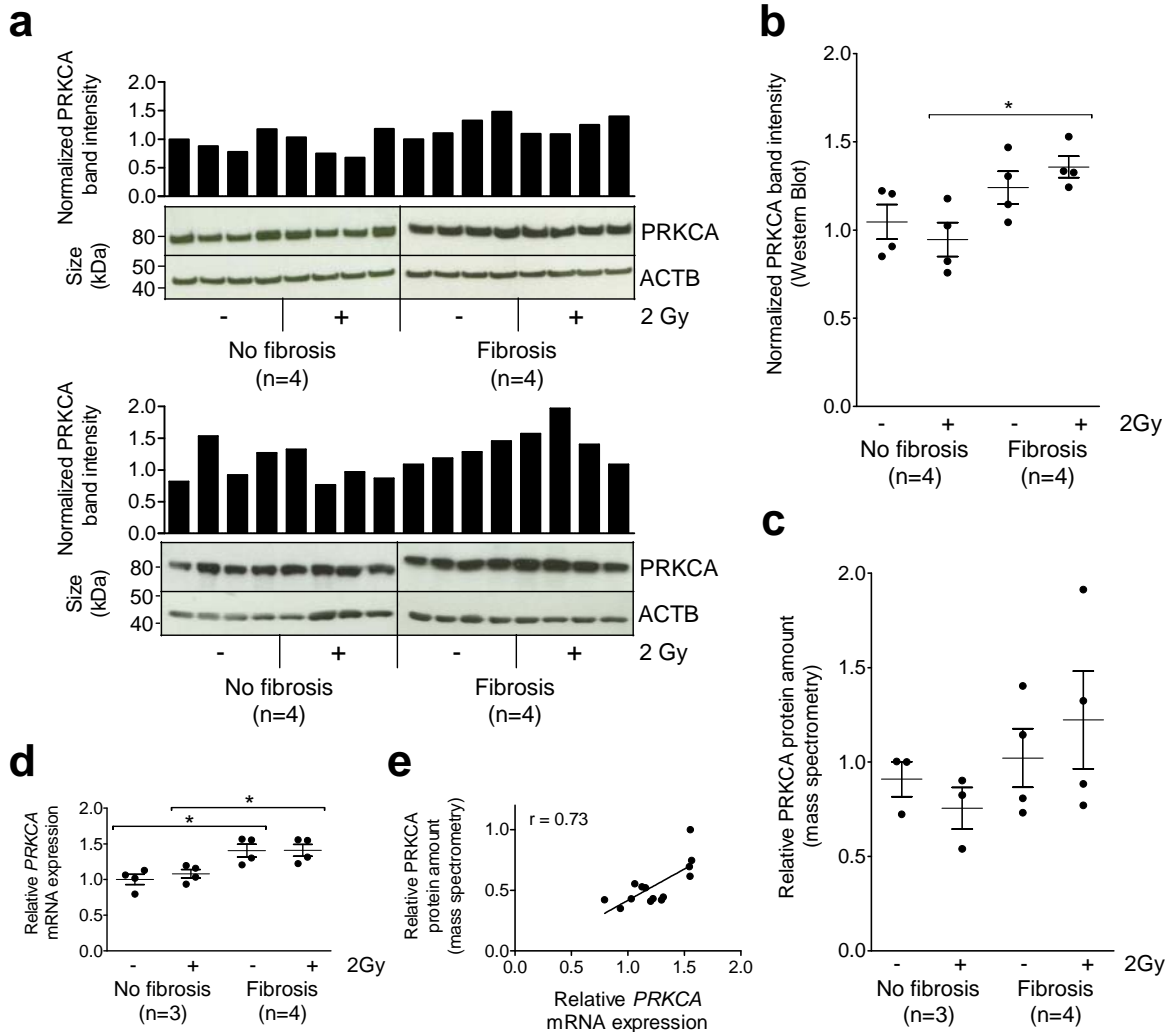 a
Normalized PRKCA
band intensity
2.0
1.5
1.0
0.5
0.0
Size
(kDa)
80
50
40
PRKCA
ACTB
- + - + 2 Gy
No fibrosis
(n=4)
Fibrosis
(n=4)
Normalized PRKCA
band intensity
2.0
1.5
1.0
0.5
0.0
Size
(kDa)
80
50
40
PRKCA
ACTB
- + - + 2 Gy
No fibrosis
(n=4)
Fibrosis
(n=4)
b
Normalized PRKCA band intensity
(Western Blot)
2.0
1.5
1.0
0.5
0.0
*
- + - + 2Gy
No fibrosis
(n=4)
Fibrosis
(n=4)
c
Relative PRKCA protein amount
(mass spectrometry)
2.0
1.5
1.0
0.5
0.0
- + - + 2Gy
No fibrosis
(n=3)
Fibrosis
(n=4)
d
Relative PRKCA
mRNA expression
2.0
1.5
1.0
0.5
0.0
*
*
- + - + 2Gy
No fibrosis
(n=3)
Fibrosis
(n=4)
e
Relative PRKCA
protein amount
(mass spectrometry)
1.0
0.5
0.0
r = 0.73
0.0 0.5 1.0 1.5 2.0
Relative PRKCA
mRNA expression